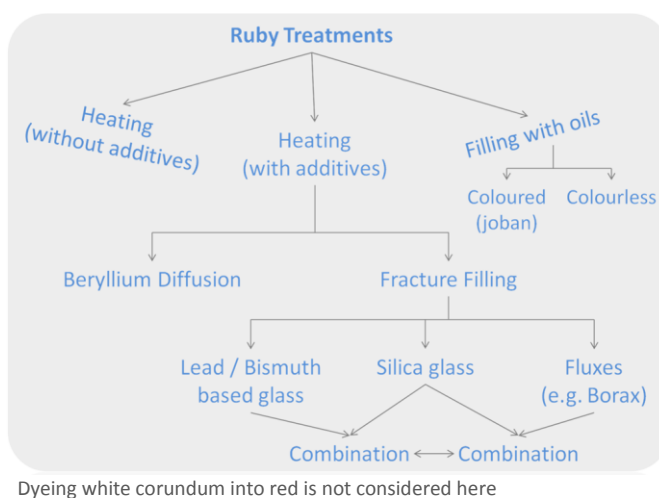 Ruby Treatments
Heating
(without additives)
Heating
(with additives)
Filling with oils
Coloured
(joban)
Colourless
Beryllium Diffusion
Fracture Filling
Lead / Bismuth
based glass
Silica glass
Fluxes
(e.g. Borax)
Combination
Combination
Dyeing white corundum into red is not considered here